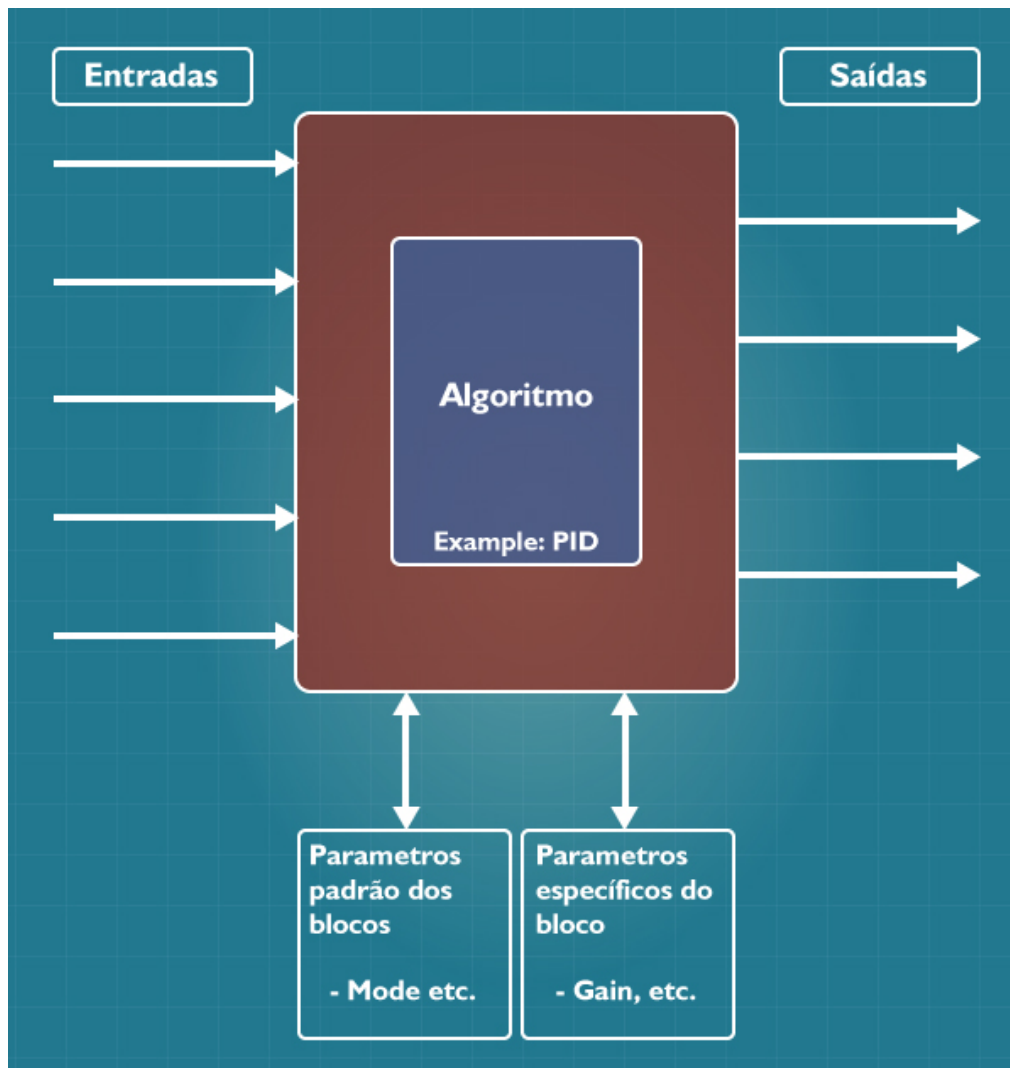 Entradas
Saídas
Algoritmo
Example: PID
Parametros
padrão dos
blocos
- Mode etc.
Parametros
específicos do
bloco
- Gain, etc.